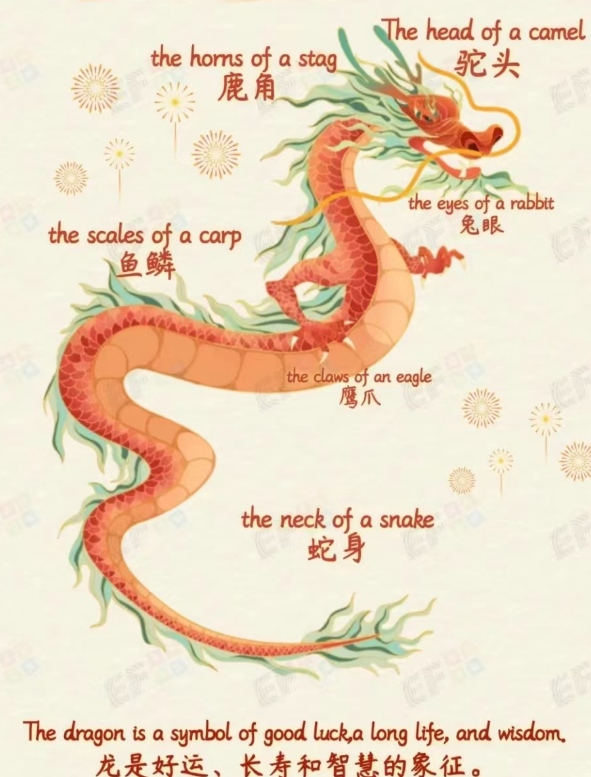 The head of a camel
驼头
the horns of a stag
鹿角
the eyes of a rabbit
兔眼
the scales of a carp
鱼鳞
the claws of an eagle
鹰爪
the neck of a snake
蛇身
The dragon is a symbol of good luck,a long life, and wisdom.
龙是好运、长寿和智慧的象征。